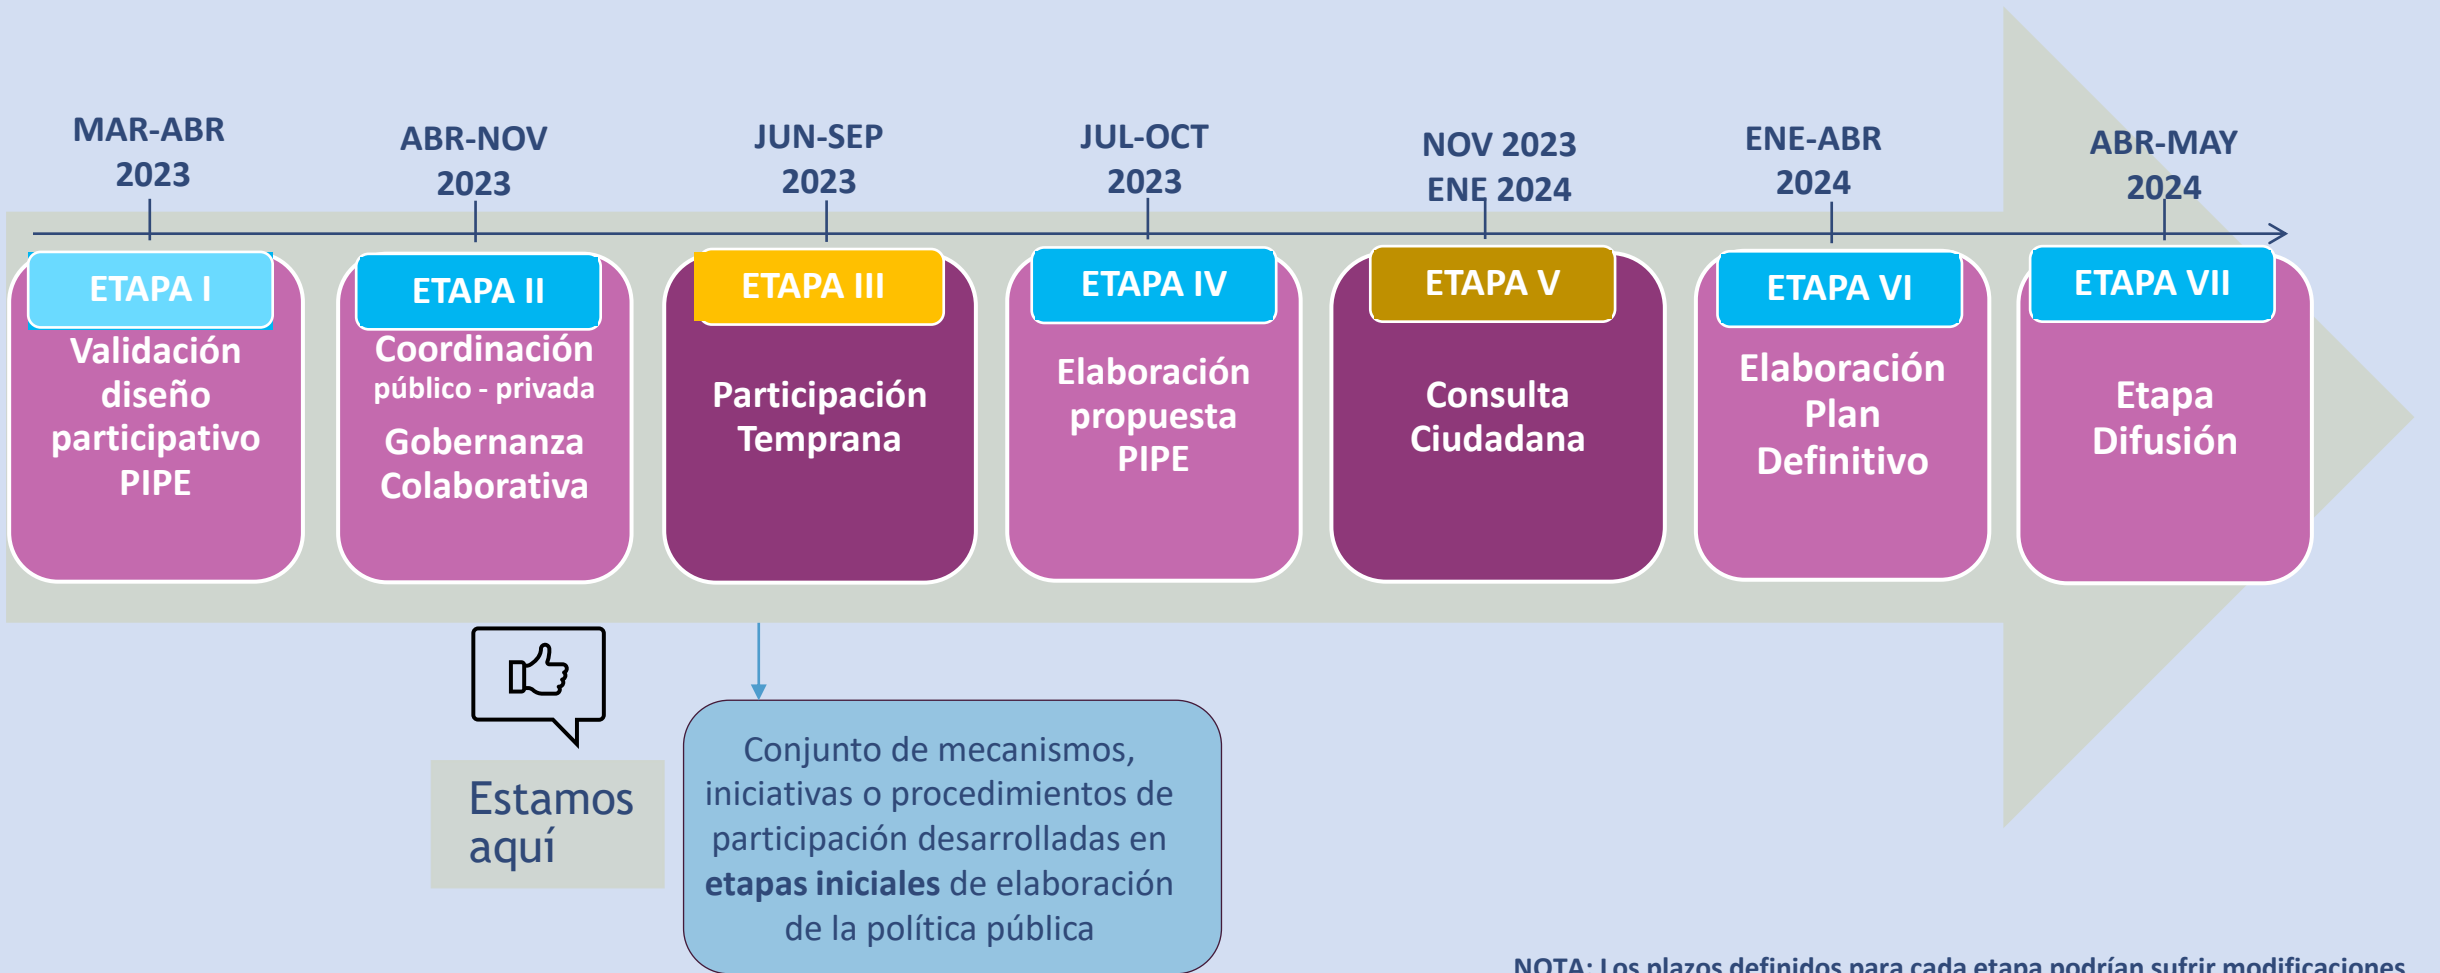 MAR-ABR
2023
ABR-NOV
2023
JUN-SEP
2023
JUL-OCT
2023
NOV 2023
ENE 2024
ENE-ABR
2024
ABR-MAY
2024
ETAPA I
Validación
diseño
participativo
PIPE
ETAPA II
Coordinación
público - privada
Gobernanza
Colaborativa
ETAPA III
Participación
Temprana
ETAPA IV
Elaboración
propuesta
PIPE
ETAPA V
Consulta
Ciudadana
ETAPA VI
Elaboración
Plan
Definitivo
ETAPA VII
Etapa
Difusión
Estamos
aquí
Conjunto de mecanismos,
iniciativas o procedimientos de
participación desarrolladas en
etapas iniciales de elaboración
de la política pública
NOTA: Los plazos definidos para cada etapa podrían sufrir modificaciones